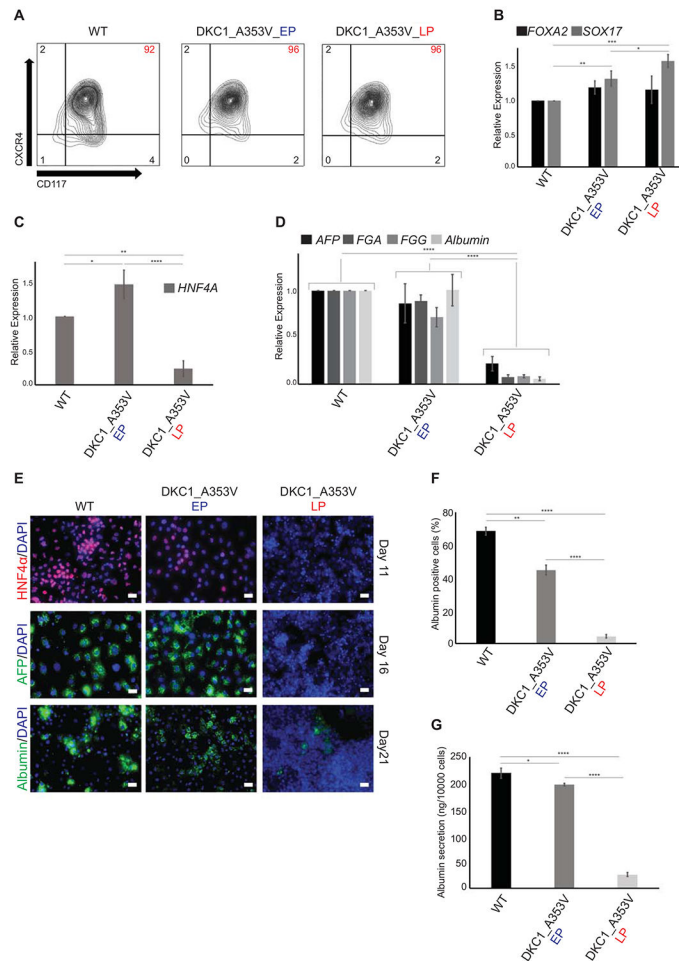 A
WT
DKC1_A353V_EP
DKC1_A353V_LP
2
92
1
4
2
96
0
2
2
96
0
2
CXCR4
CD117
B
FOXA2 SOX17
***
*
**
Relative Expression
1.5
1.0
0.5
0.0
WT
DKC1_A353V
EP
DKC1_A353V
LP
C
**
* ****
HNF4A
Relative Expression
1.5
1.0
0.5
0.0
WT
DKC1_A353V
EP
DKC1_A353V
LP
D
AFP FGA FGG Albumin
****
****
Relative Expression
1.0
0.5
0.0
WT
DKC1_A353V
EP
DKC1_A353V
LP
E
WT
DKC1_A353V
EP
DKC1_A353V
LP
HNF4α/DAPI
Day 11
AFP/DAPI
Day 16
Albumin/DAPI
Day21
F
****
**
****
Albumin positive cells (%)
80
60
40
20
0
WT
DKC1_A353V
EP
DKC1_A353V
LP
G
****
*
****
Albumin secretion (ng/10000 cells)
250
200
150
100
50
0
WT
DKC1_A353V
EP
DKC1_A353V
LP